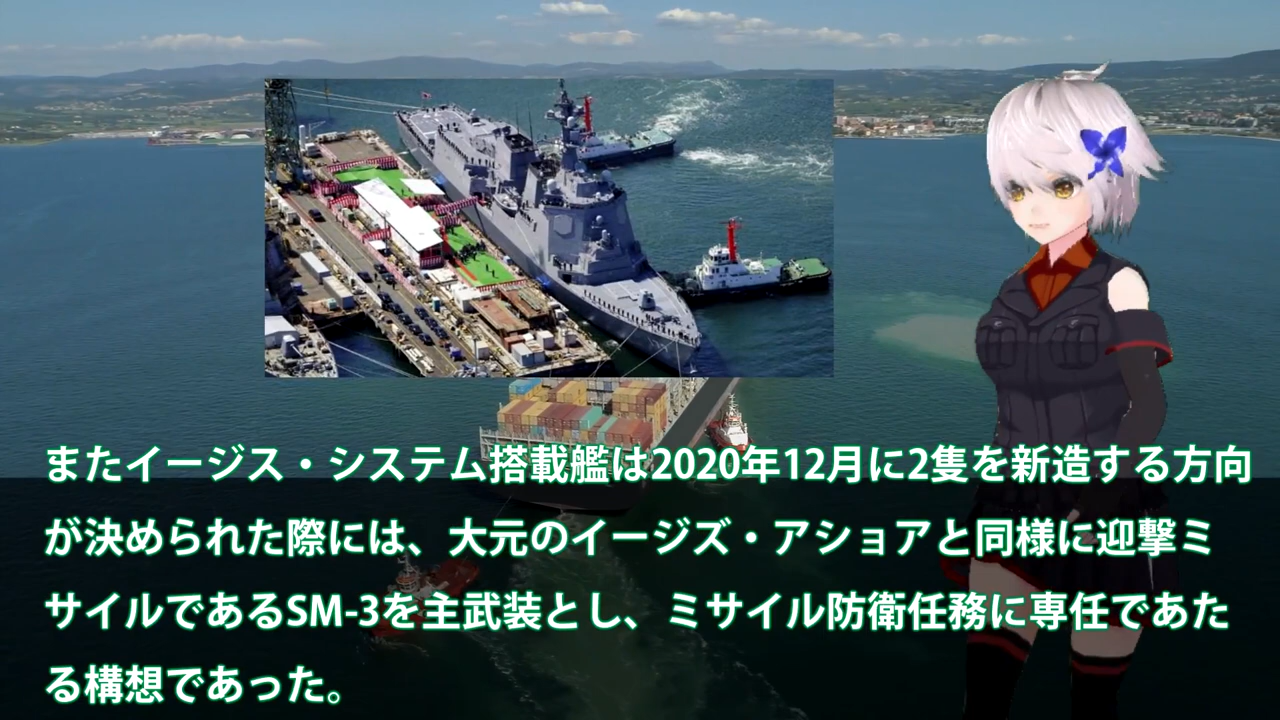 またイージス・システム搭載艦は2020年12月に2隻を新造する方向
が決められた際には、大元のイージズ・アショアと同様に迎撃ミ
サイルであるSM-3を主武装とし、ミサイル防衛任務に専任であた
る構想であった。